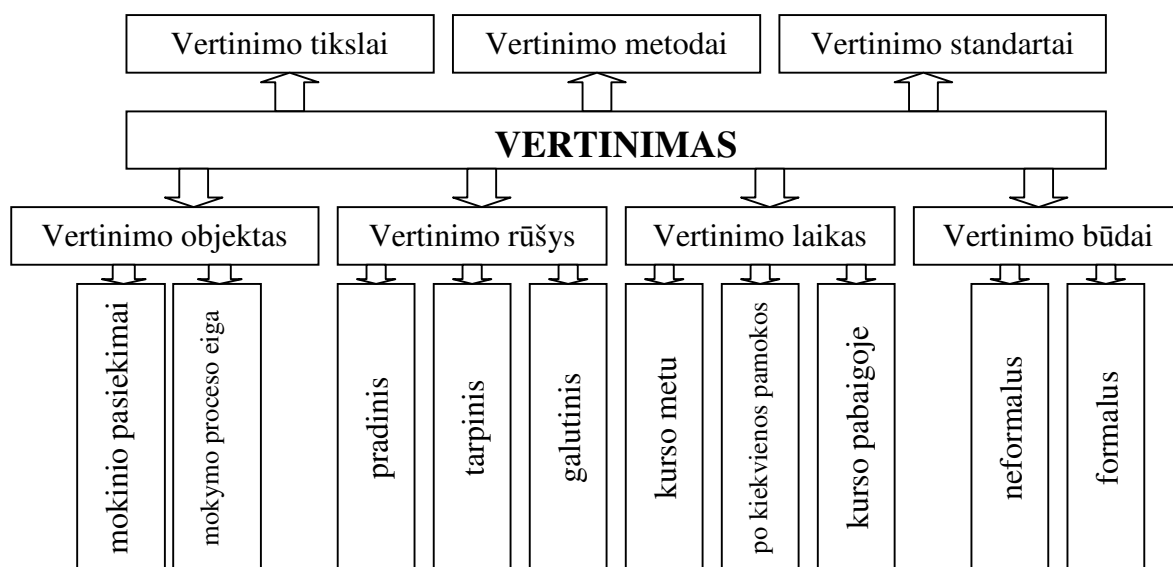 Vertinimo tikslai
Vertinimo metodai
Vertinimo standartai
VERTINIMAS
Vertinimo objektas
Vertinimo rūšys
Vertinimo laikas
Vertinimo būdai
mokinio pasiekimai
mokymo proceso eiga
pradinis
tarpinis
galutinis
kurso metu
po kiekvienos pamokos
kurso pabaigoje
neformalus
formalus